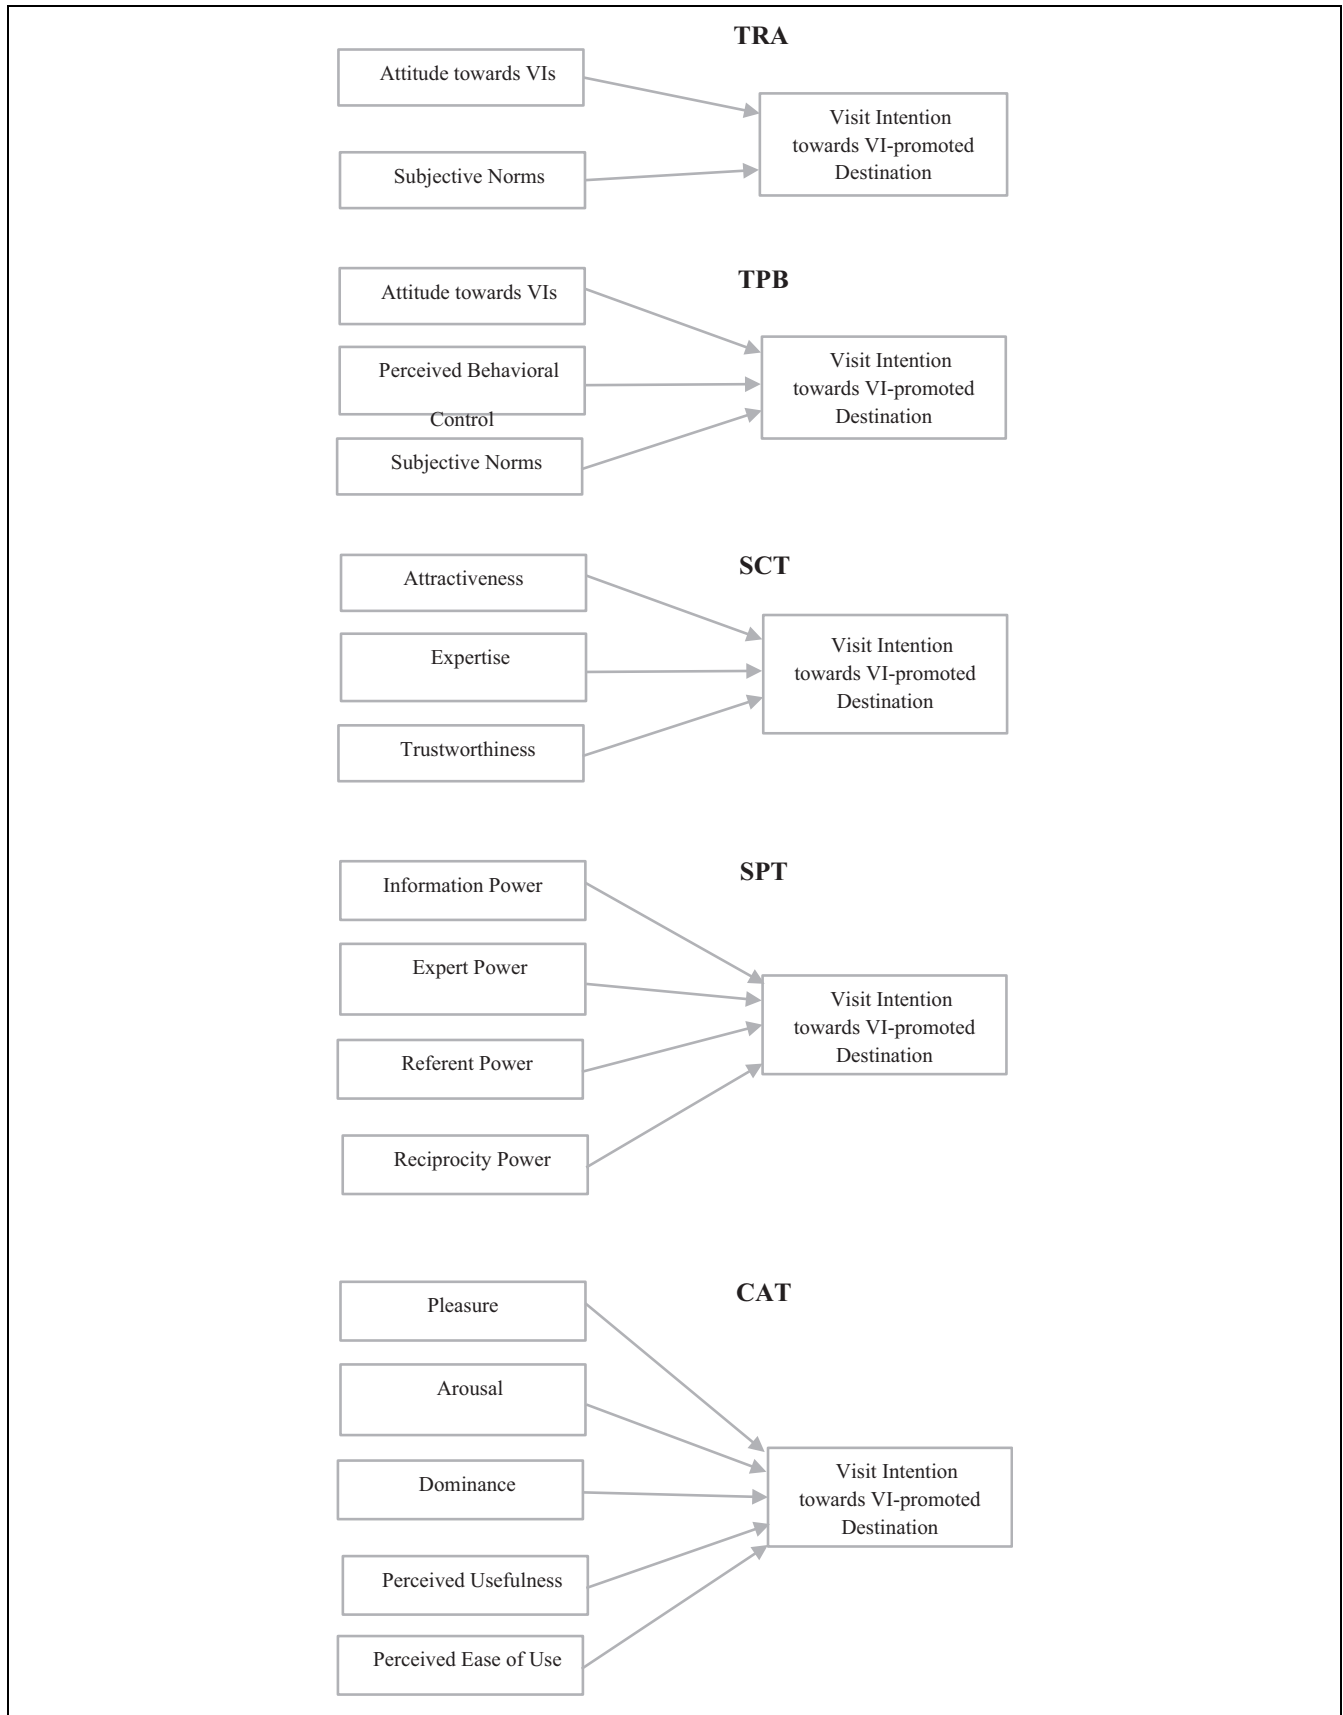 TRA
Attitude towards VIs
Subjective Norms
Visit Intention
towards VI-promoted
Destination
TPB
Attitude towards VIs
Perceived Behavioral
Control
Subjective Norms
Visit Intention
towards VI-promoted
Destination
SCT
Attractiveness
Expertise
Trustworthiness
Visit Intention
towards VI-promoted
Destination
SPT
Information Power
Expert Power
Referent Power
Reciprocity Power
Visit Intention
towards VI-promoted
Destination
CAT
Pleasure
Arousal
Dominance
Perceived Usefulness
Perceived Ease of Use
Visit Intention
towards VI-promoted
Destination